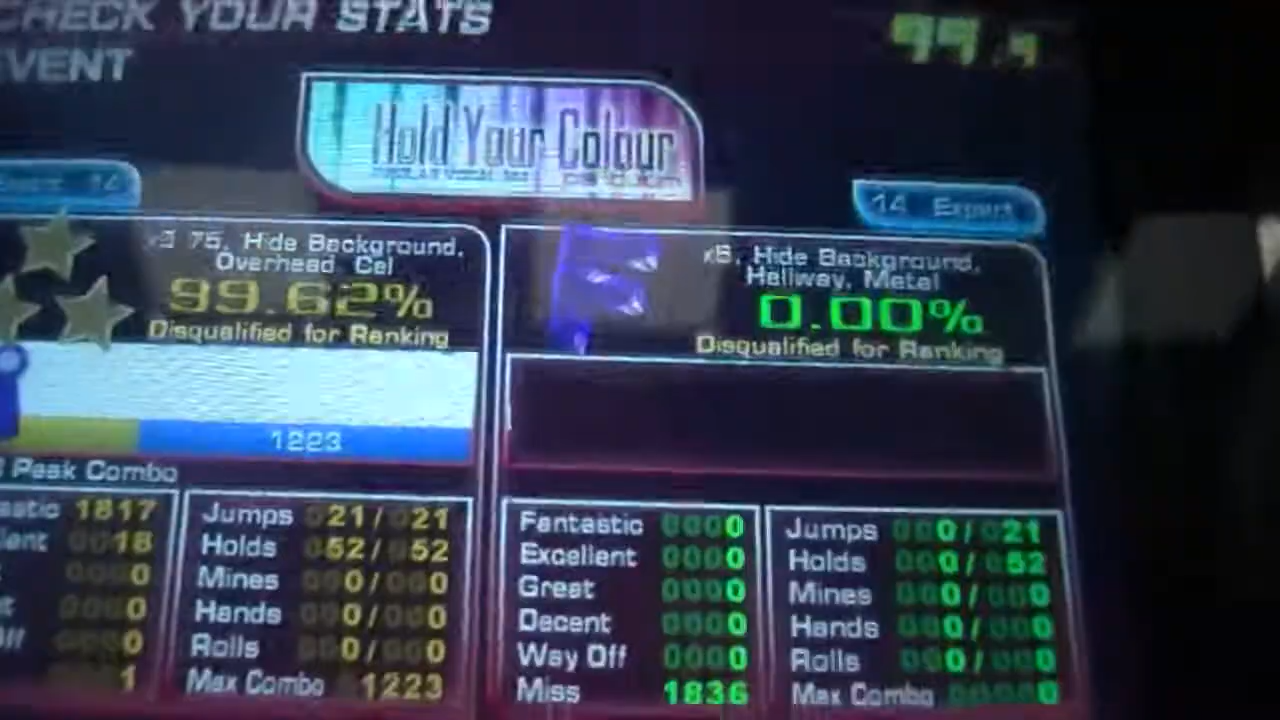 CHECK YOUR STATS
EVENT
Hold Your Colour
14
14 Expert
x3.75, Hide Background,
Overhead, Cel
99.62%
Disqualified for Ranking
x6, Hide Background,
Hallway, Metal
0.00%
Disqualified for Ranking
1223
Peak Combo
1817
0018
0000
0000
0000
1
Jumps 021/021
Holds 052/052
Mines 000/000
Hands 000/000
Rolls 000/000
Max Combo 1223
Fantastic 0000
Excellent 0000
Great 0000
Decent 0000
Way Off 0000
Miss 1836
Jumps 000/021
Holds 000/052
Mines 000/000
Hands 000/000
Rolls 000/000
Max Combo 00000